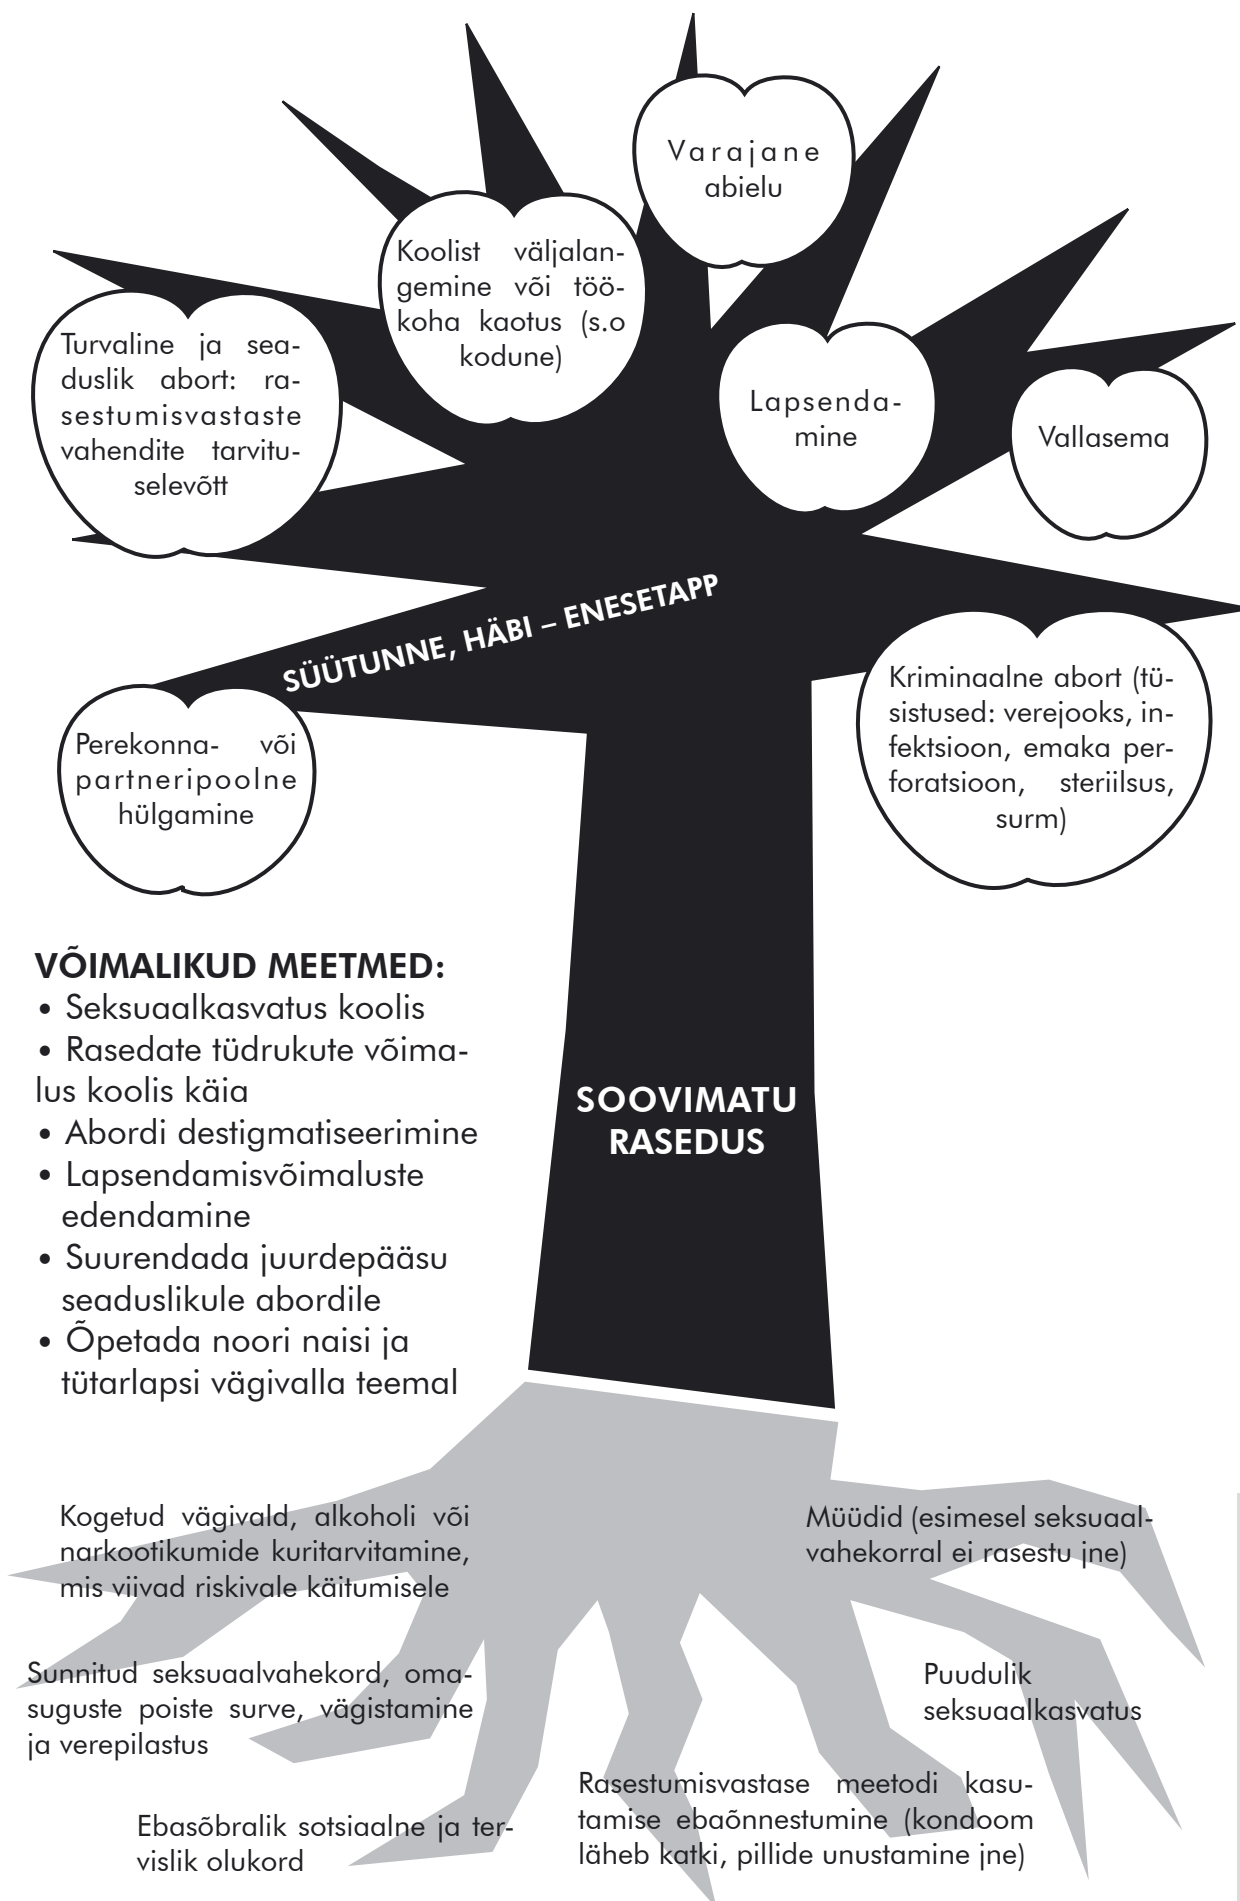 Varajane
abielu
Koolist väljalan-
gemine või töö-
koha kaotus (s.o
kodune)
Turvaline ja sea-
duslik abort: ra-
sestumisvastaste
vahendite tarvitu-
selevõtt
Lapsenda-
mine
Vallasema
SÜÜTUNNE, HÄBI – ENESETAPP
Perekonna- või
partneripoolne
hülgamine
Kriminaalne abort (tü-
sistused: verejooks, in-
fektsioon, emaka per-
foratsioon, steriilsus,
surm)
VÕIMALIKUD MEETMED:
• Seksuaalkasvatus koolis
• Rasedate tüdrukute võima-
lus koolis käia
• Abordi destigmatiseerimine
• Lapsendamisvõimaluste
edendamine
• Suurendada juurdepääsu
seaduslikule abordile
• Õpetada noori naisi ja
tütarlapsi vägivalla teemal
SOOVIMATU
RASEDUS
Kogetud vägivald, alkoholi või
narkootikumide kuritarvitamine,
mis viivad riskivale käitumisele
Müüdid (esimesel seksuaal-
vahekorral ei rasestu jne)
Sunnitud seksuaalvahekord, oma-
suguste poiste surve, vägistamine
ja verepilastus
Puudulik
seksuaalkasvatus
Rasestumisvastase meetodi kasu-
tamise ebaõnnestumine (kondoom
läheb katki, pillide unustamine jne)
Ebasõbralik sotsiaalne ja ter-
vislik olukord